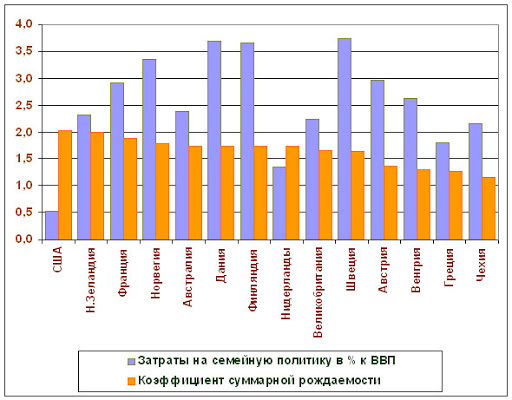 4,0
3,5
3,0
2,5
2,0
1,5
1,0
0,5
0,0
США
Н.Зеландия
Франция
Норвегия
Австралия
Дания
Финляндия
Нидерланды
Великобритания
Швеция
Австрия
Венгрия
Греция
Чехия
Затраты на семейную политику в % к ВВП
Коэффициент суммарной рождаемости